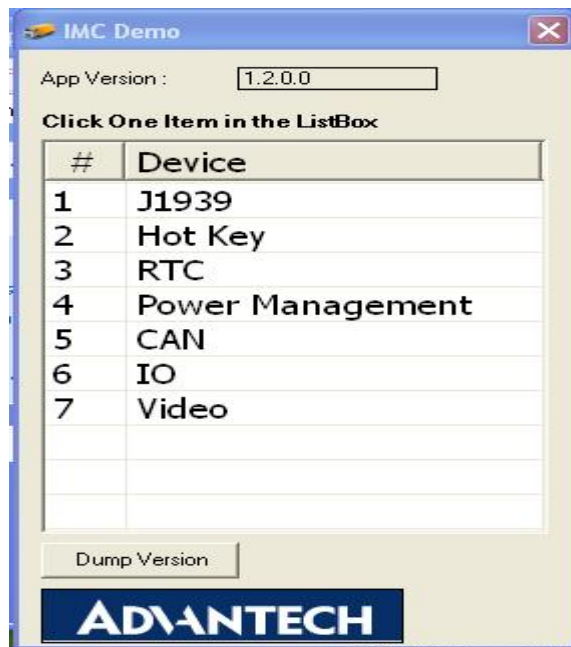 IMC Demo
App Version : 1.2.0.0
Click One Item in the ListBox
# Device
1 J1939
2 Hot Key
3 RTC
4 Power Management
5 CAN
6 IO
7 Video
Dump Version
ADVANTECH